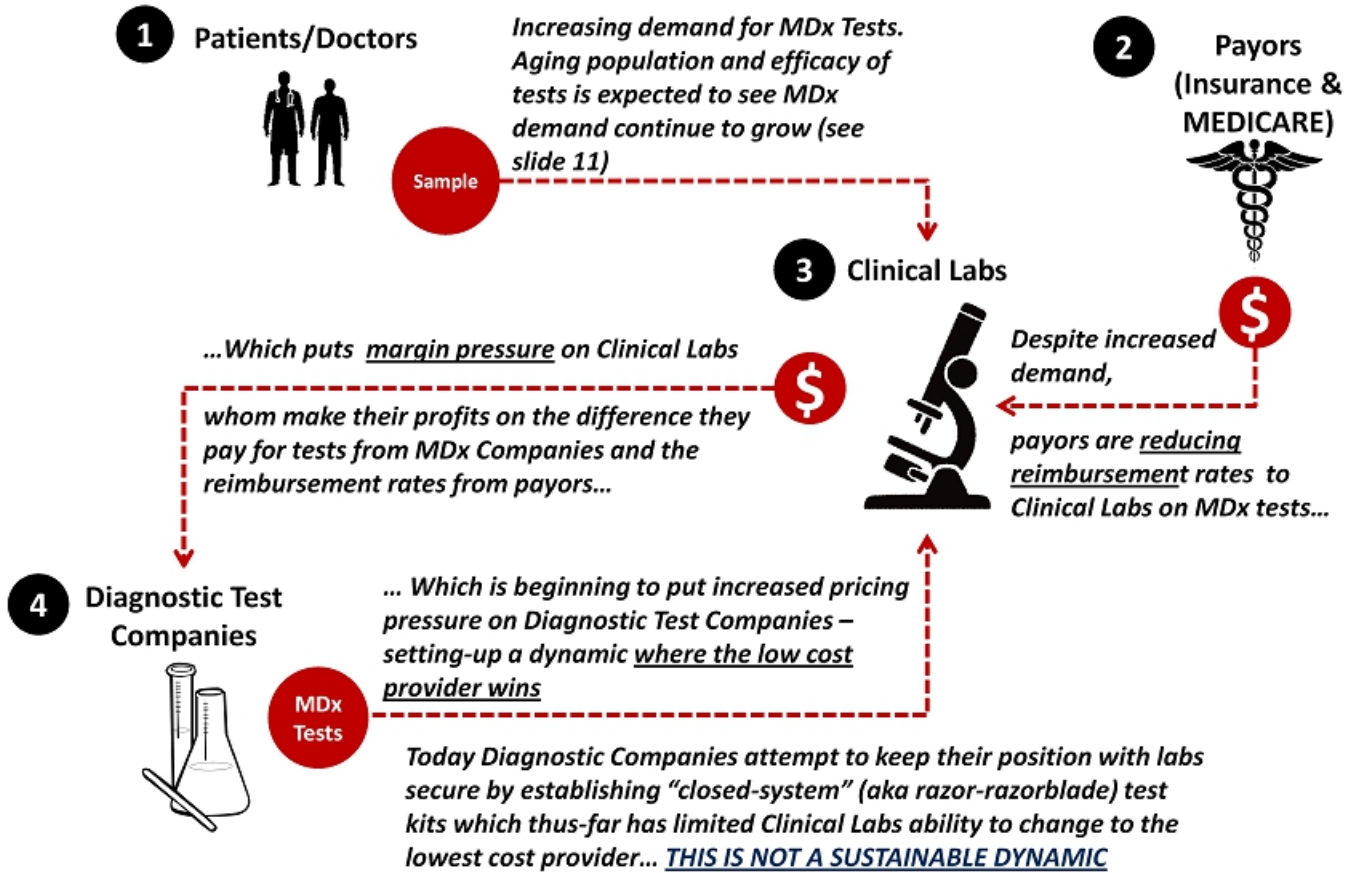 1
Patients/Doctors
Increasing demand for MDx Tests.
Aging population and efficacy of
tests is expected to see MDx
demand continue to grow (see
slide 11)
Sample
2
Payors
(Insurance &
MEDICARE)
$
3
Clinical Labs
Despite increased
demand,
payors are reducing
reimbursement rates to
Clinical Labs on MDx tests…
…Which puts margin pressure on Clinical Labs
$
whom make their profits on the difference they
pay for tests from MDx Companies and the
reimbursement rates from payors…
4
Diagnostic Test
Companies
MDx
Tests
… Which is beginning to put increased pricing
pressure on Diagnostic Test Companies –
setting-up a dynamic where the low cost
provider wins
Today Diagnostic Companies attempt to keep their position with labs
secure by establishing “closed-system” (aka razor-razorblade) test
kits which thus-far has limited Clinical Labs ability to change to the
lowest cost provider… THIS IS NOT A SUSTAINABLE DYNAMIC